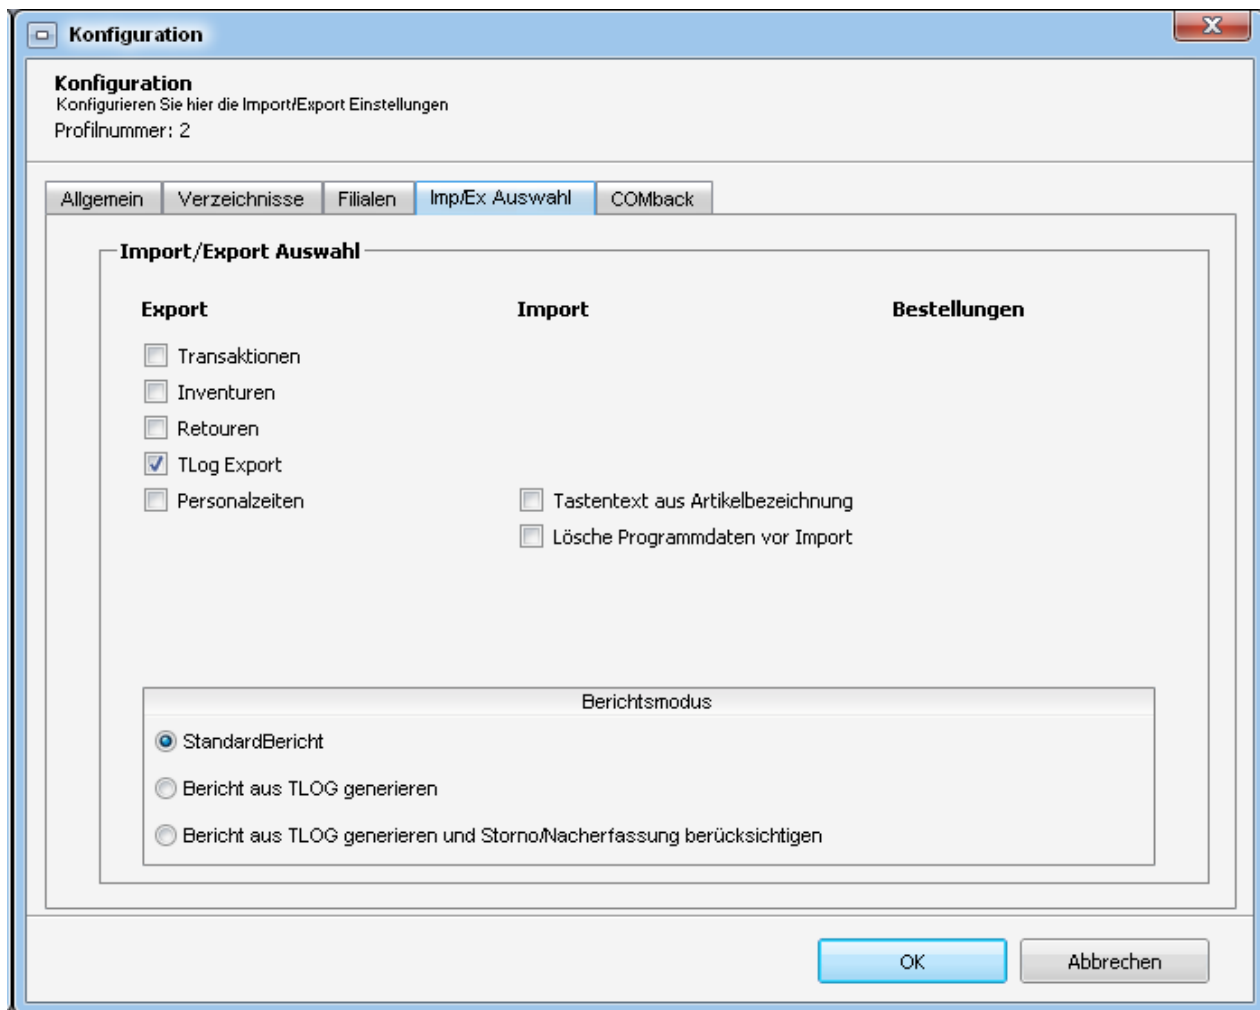 Konfiguration
Konfiguration
Konfigurieren Sie hier die Import/Export Einstellungen
Profilnummer: 2
Allgemein Verzeichnisse Filialen Imp/Ex Auswahl COMback
Import/Export Auswahl
Export Import Bestellungen
Transaktionen
Inventuren
Retouren
TLog Export
Personalzeiten Tastentext aus Artikelbezeichnung
Lösche Programmdaten vor Import
Berichtsmodus
StandardBericht
Bericht aus TLOG generieren
Bericht aus TLOG generieren und Storno/Nacherfassung berücksichtigen
OK Abbrechen